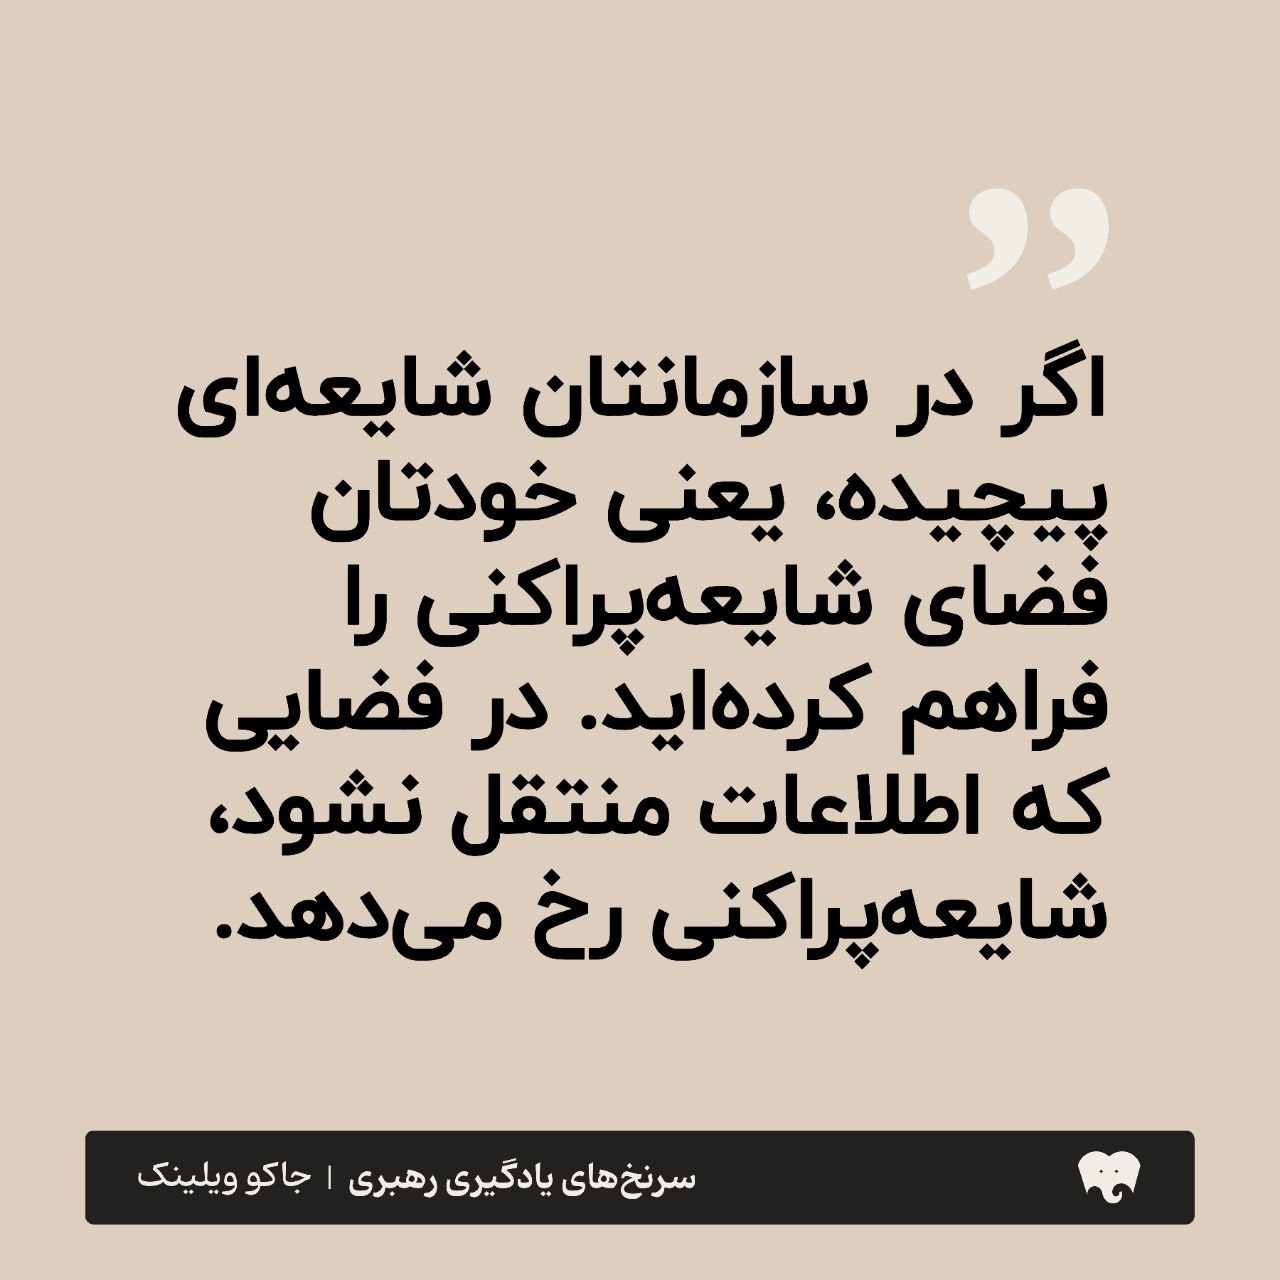 اگر در سازمانتان شایعه‌ای
پیچیده، یعنی خودتان
فضای شایعه‌پراکنی را
فراهم کرده‌اید. در فضایی
که اطلاعات منتقل نشود،
شایعه‌پراکنی رخ می‌دهد.
سرنخ‌های یادگیری رهبری | جاکو ویلینک